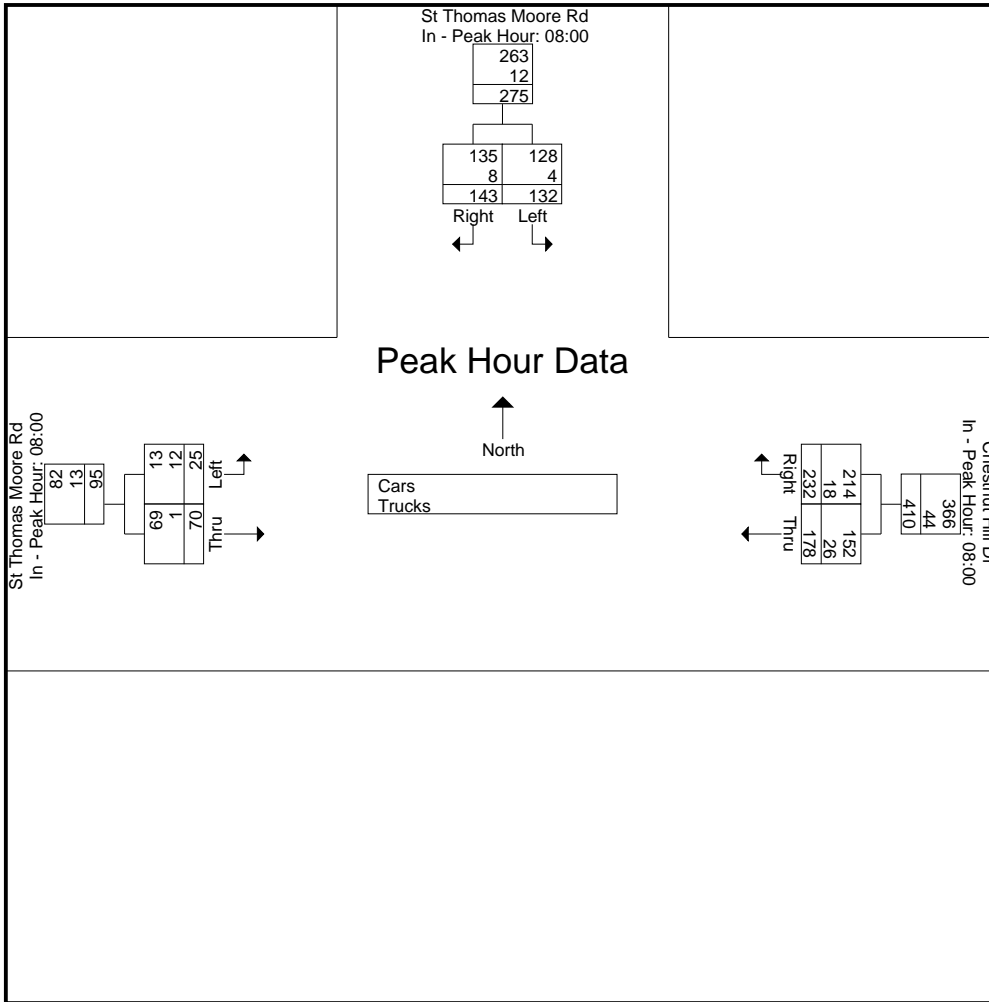 St Thomas Moore Rd
In - Peak Hour: 08:00
263
12
275
135 128
8 4
143 132
Right Left
Peak Hour Data
North
Cars
Trucks
St Thomas Moore Rd
In - Peak Hour: 08:00
82
13
95
13
12
25
Left
69
1
70
Thru
Chestnut Hill Dr
In - Peak Hour: 08:00
366
44
410
214
18
232
Right
152
26
178
Thru